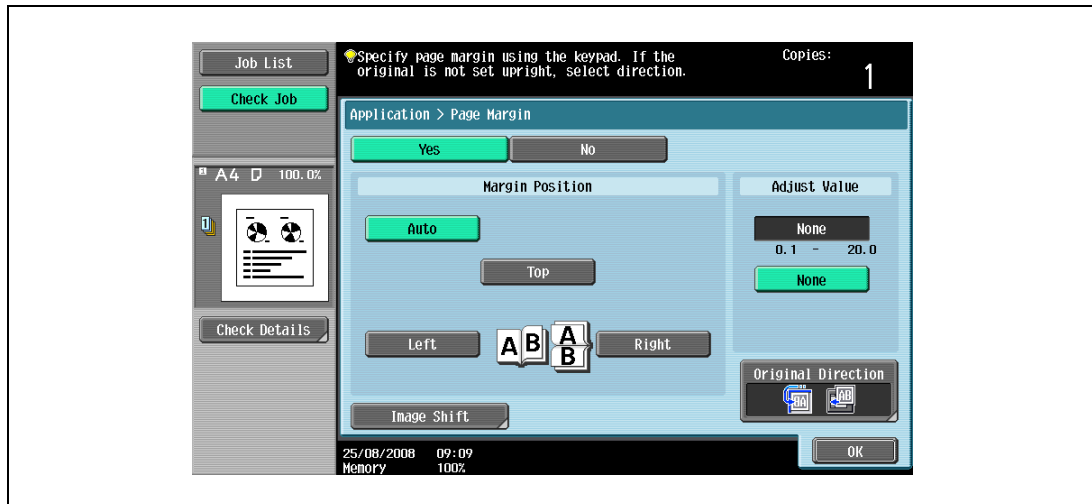 Job List
Check Job
A4 100.0%
1
Check Details
Specify page margin using the keypad. If the
original is not set upright, select direction.
Copies:
1
Application > Page Margin
Yes
No
Margin Position
Auto
Top
Left
A B
A
B
Right
Image Shift
Adjust Value
None
0.1 - 20.0
None
Original Direction
AB
AB
OK
25/08/2008 09:09
Memory 100%